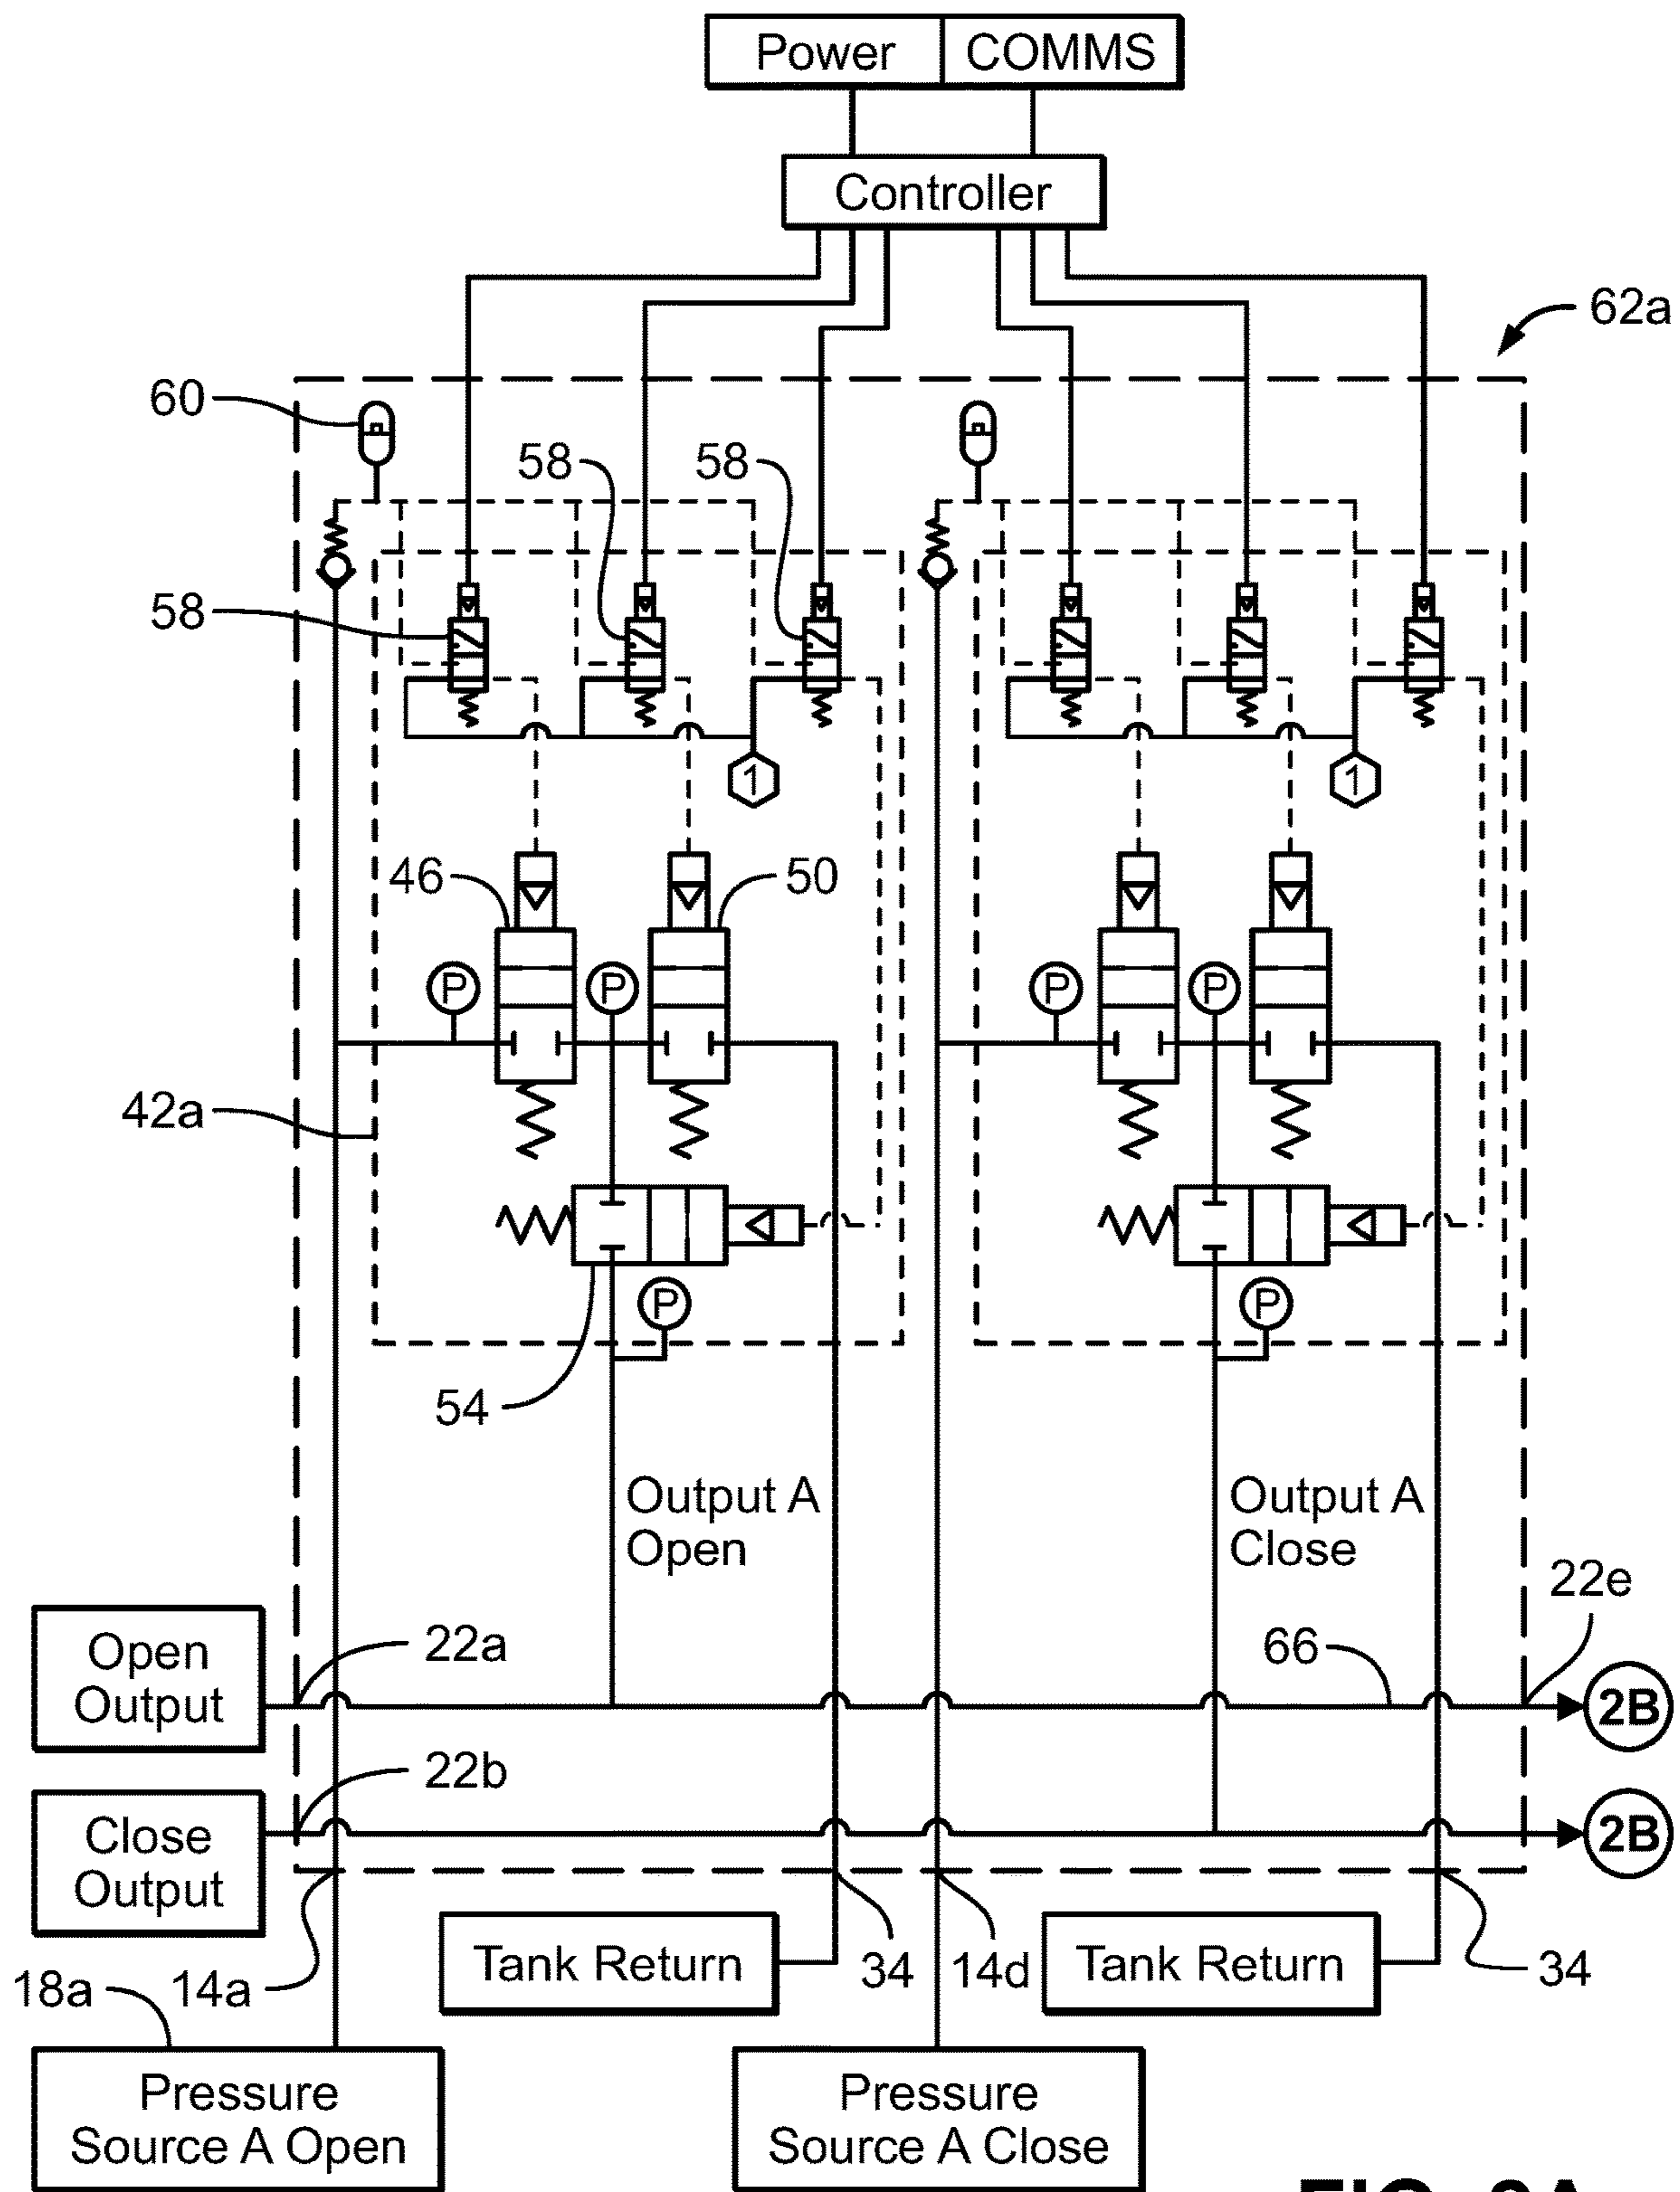 Power COMMS
Controller
62a
60
58 58
58
1 1
46 50
P P P P
42a
P P
54
Output A
Open
Output A
Close
22e
Open
Output
22a
66
2B
22b
Close
Output
2B
Tank Return
34
14d
Tank Return
34
18a
14a
Pressure
Source A Open
Pressure
Source A Close